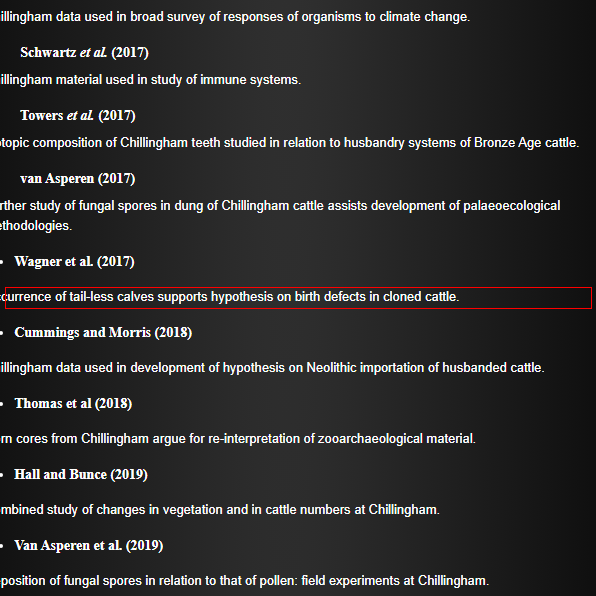 illingham data used in broad survey of responses of organisms to climate change.
Schwartz et al. (2017)
illingham material used in study of immune systems.
Towers et al. (2017)
otopic composition of Chillingham teeth studied in relation to husbandry systems of Bronze Age cattle.
van Asperen (2017)
rther study of fungal spores in dung of Chillingham cattle assists development of palaeoecological
ethodologies.
• Wagner et al. (2017)
ccurrence of tail-less calves supports hypothesis on birth defects in cloned cattle.
• Cummings and Morris (2018)
illingham data used in development of hypothesis on Neolithic importation of husbanded cattle.
• Thomas et al (2018)
rn cores from Chillingham argue for re-interpretation of zooarchaeological material.
• Hall and Bunce (2019)
mbined study of changes in vegetation and in cattle numbers at Chillingham.
• Van Asperen et al. (2019)
position of fungal spores in relation to that of pollen: field experiments at Chillingham.